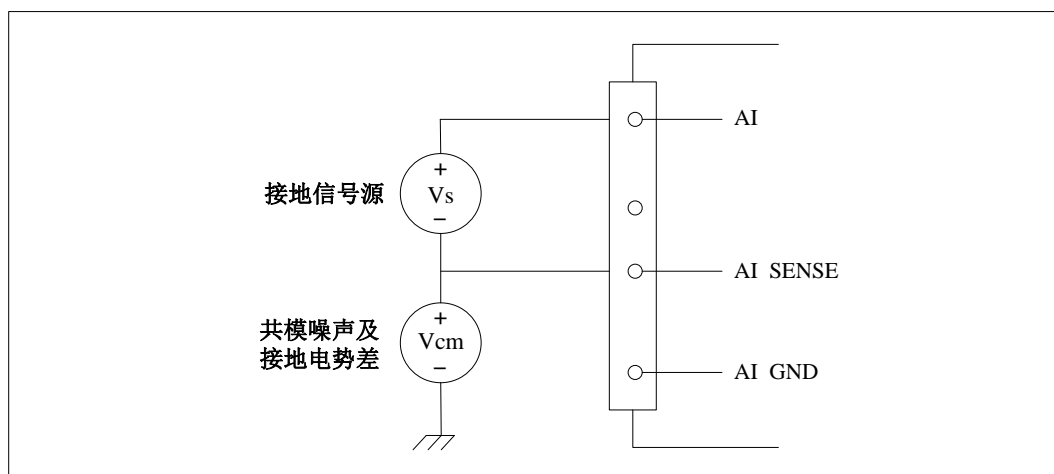 AI
+
接地信号源
Vs
−
AI SENSE
+
共模噪声及
接地电势差
Vcm
−
AI GND